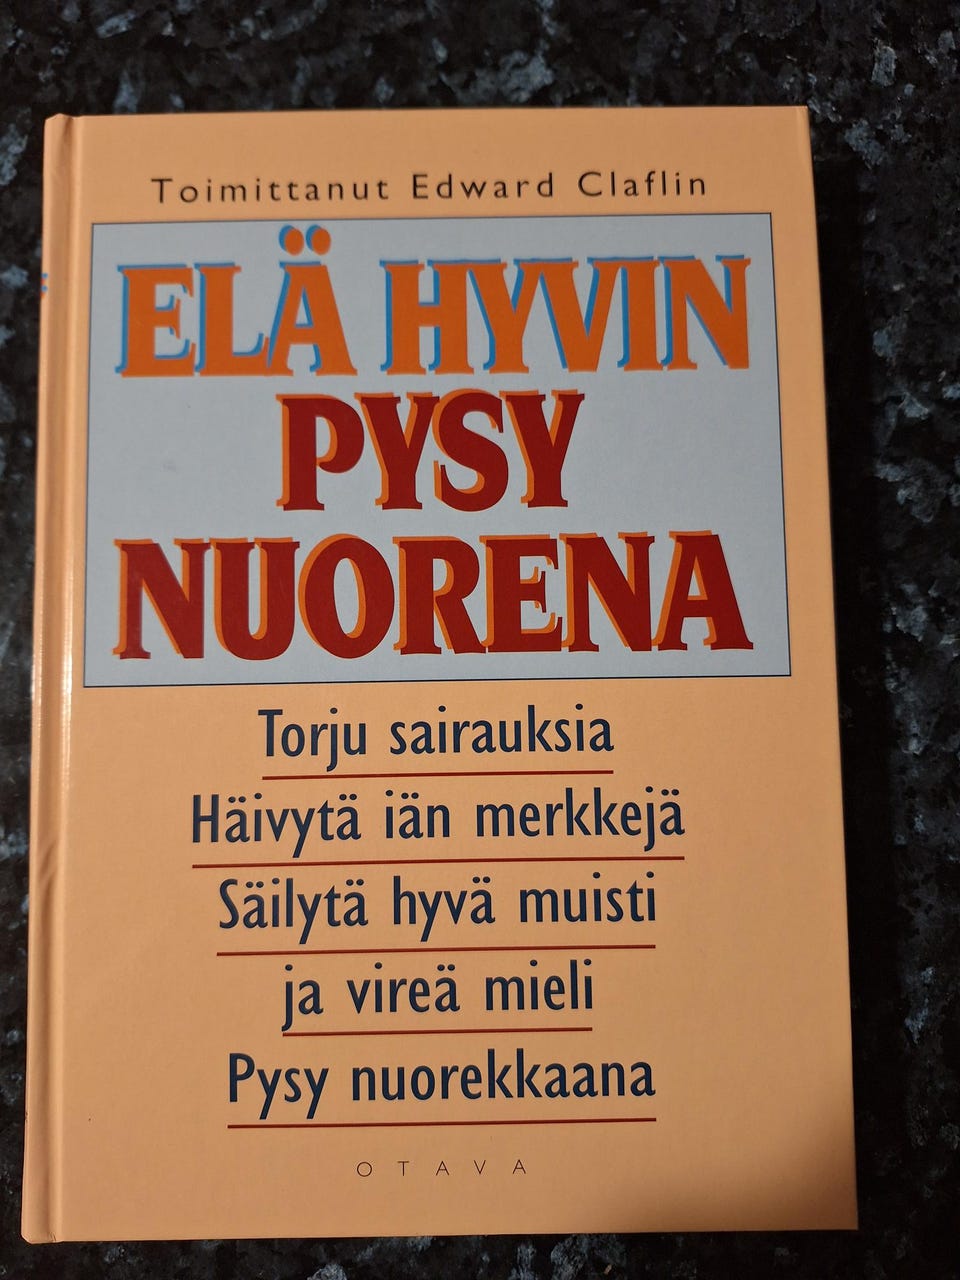 Toimittanut Edward Claflin
ELÄ HYVIN
PYSY
NUORENA
Torju sairauksia
Häivytä iän merkkejä
Säilytä hyvä muisti
ja vireä mieli
Pysy nuorekkaana
OTAVA